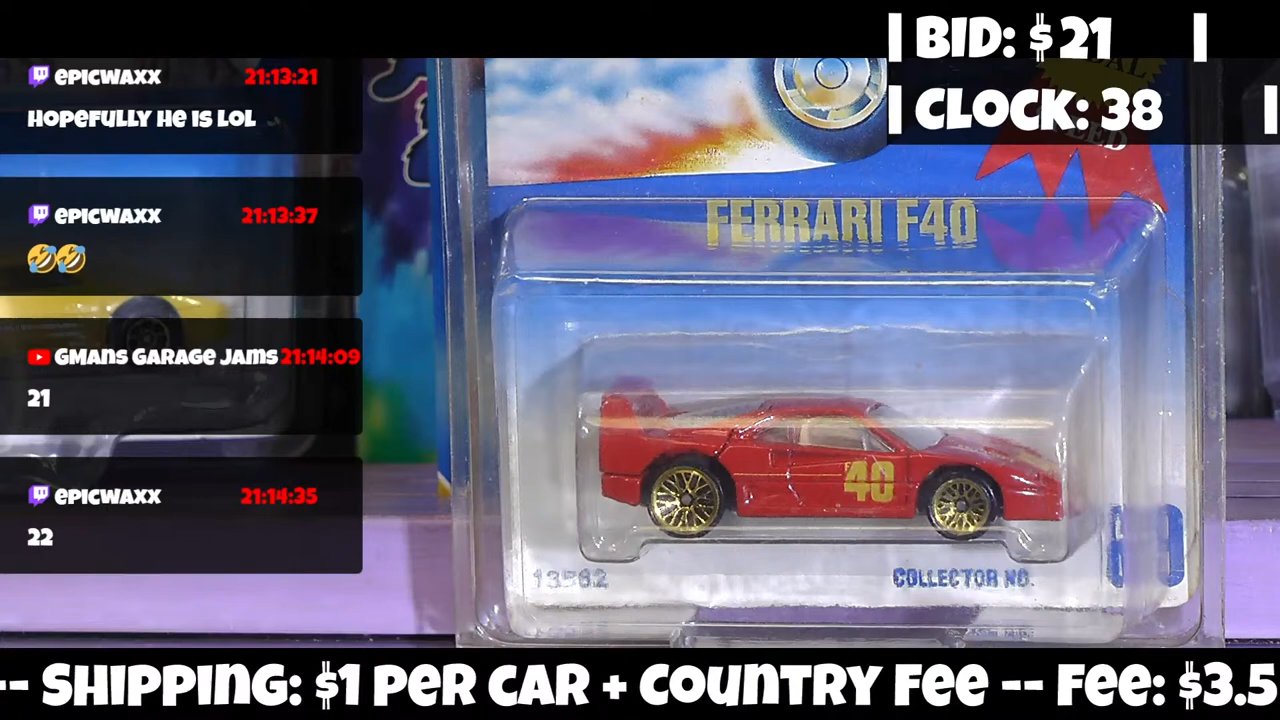 | BID: $21 |
| CLOCK: 38 |
EPICWAXX 21:13:21
HOPEFULLY HE IS LOL
EPICWAXX 21:13:37
🤣🤣
GMANS GARAGE JAMS 21:14:09
21
EPICWAXX 21:14:35
22
FERRARI F40
40
13582
COLLECTOR NO.
-- SHIPPING: $1 PER CAR + COUNTRY FEE -- FEE: $3.5